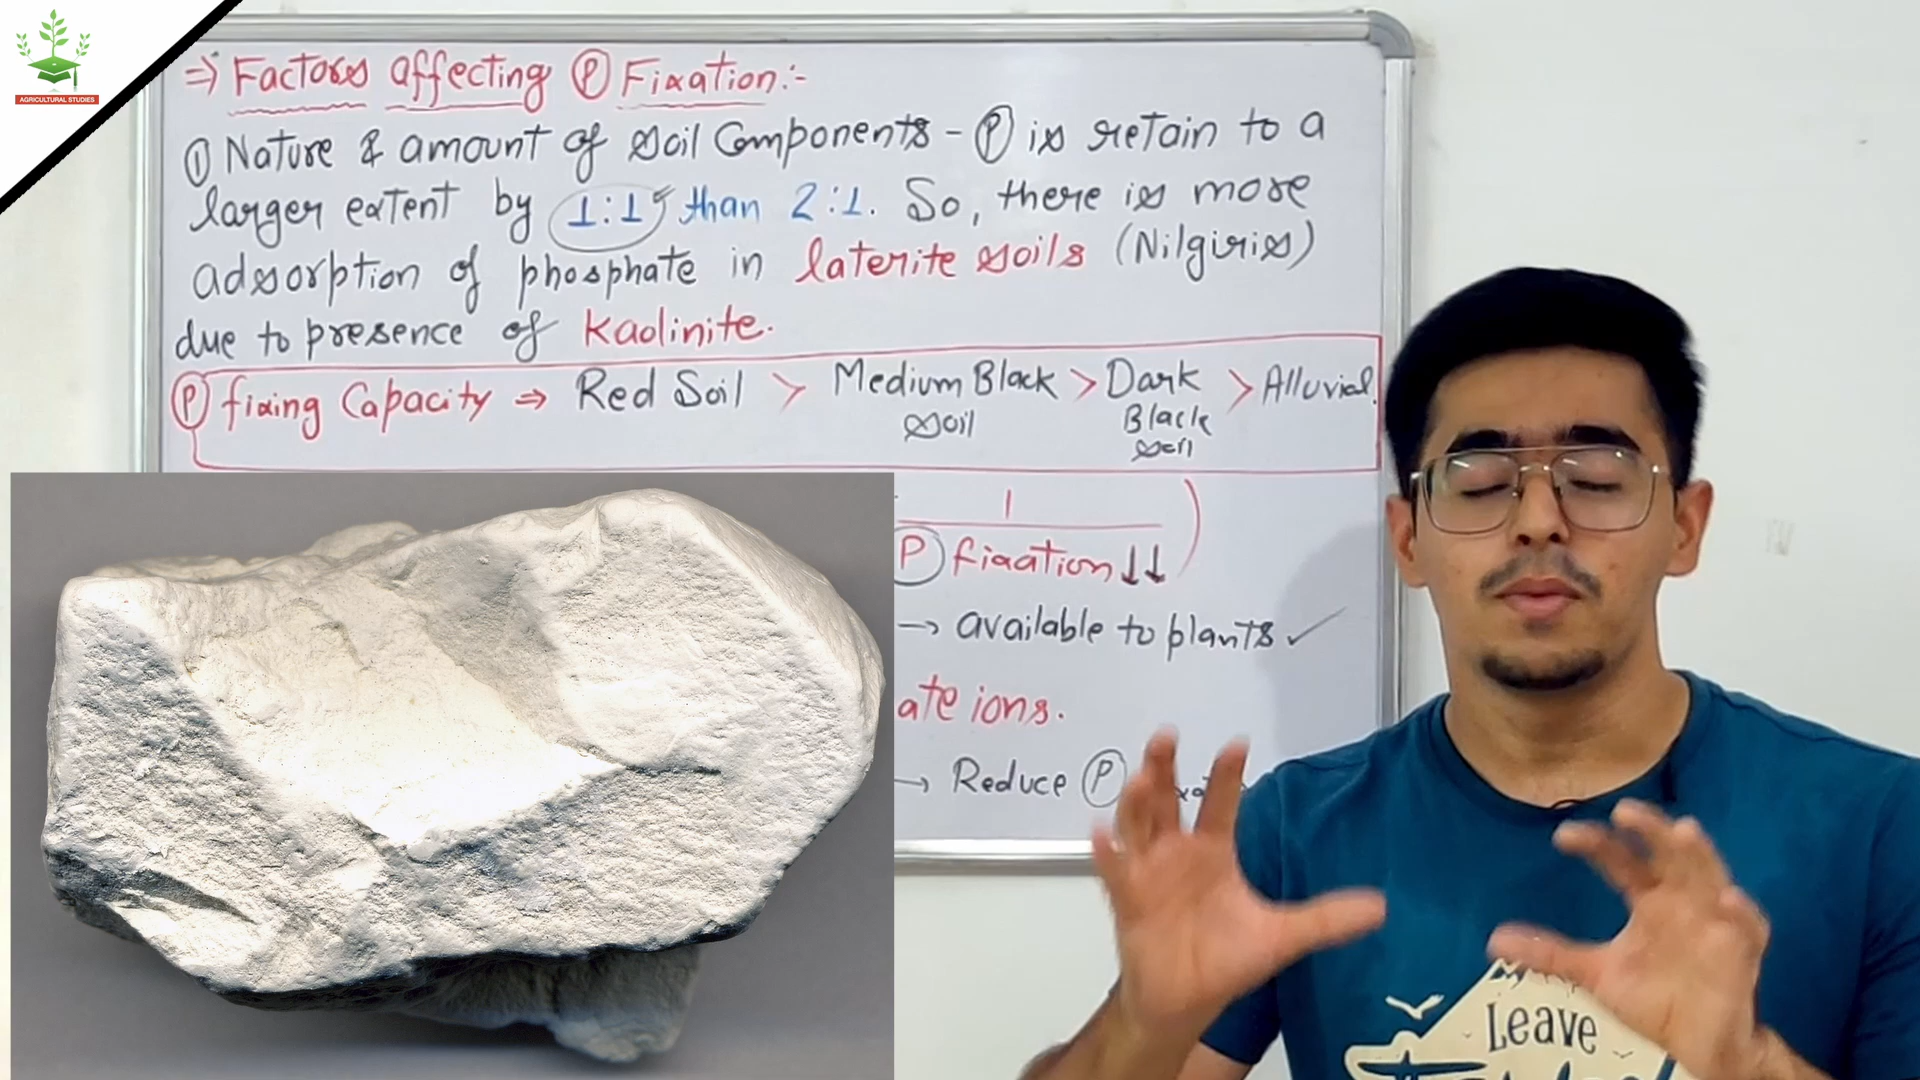 AGRICULTURAL STUDIES
⇒ Factors affecting Ⓟ Fixation:-
① Nature & amount of soil Components - Ⓟ is retain to a
larger extent by 1:1 than 2:1. So, there is more
adsorption of phosphate in laterite soils (Nilgiris)
due to presence of Kaolinite.
Ⓟ fixing Capacity ⇒ Red Soil > Medium Black soil > Dark Black soil > Alluvial.
1
Ⓟ fixation ↓↓
→ available to plants ✓
ate ions.
→ Reduce Ⓟ
Leave